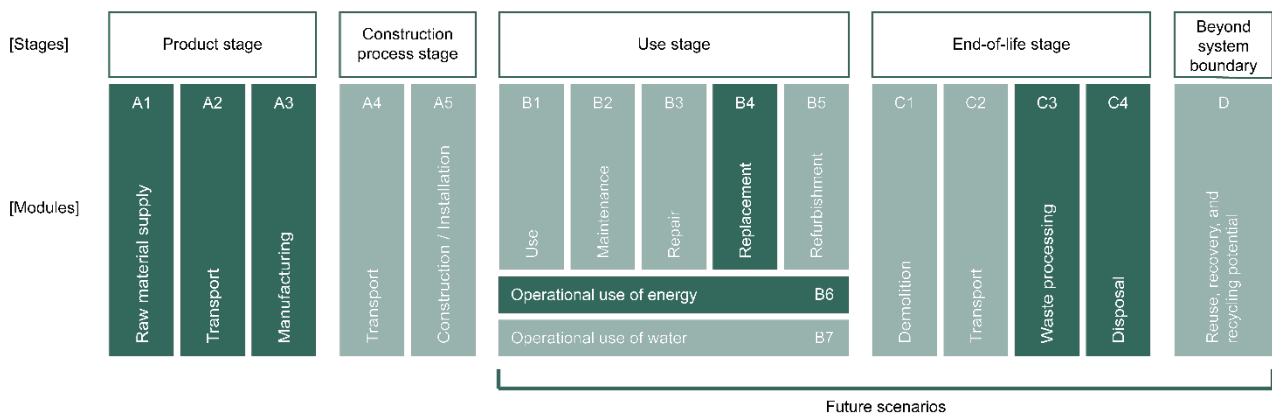 [Stages]
Product stage
Construction
process stage
Use stage
End-of-life stage
Beyond
system
boundary
[Modules]
A1
Raw material supply
A2
Transport
A3
Manufacturing
A4
Transport
A5
Construction / Installation
B1
Use
B2
Maintenance
B3
Repair
B4
Replacement
B5
Refurbishment
Operational use of energy B6
Operational use of water B7
C1
Demolition
C2
Transport
C3
Waste processing
C4
Disposal
D
Reuse, recovery, and
recycling potential
Future scenarios